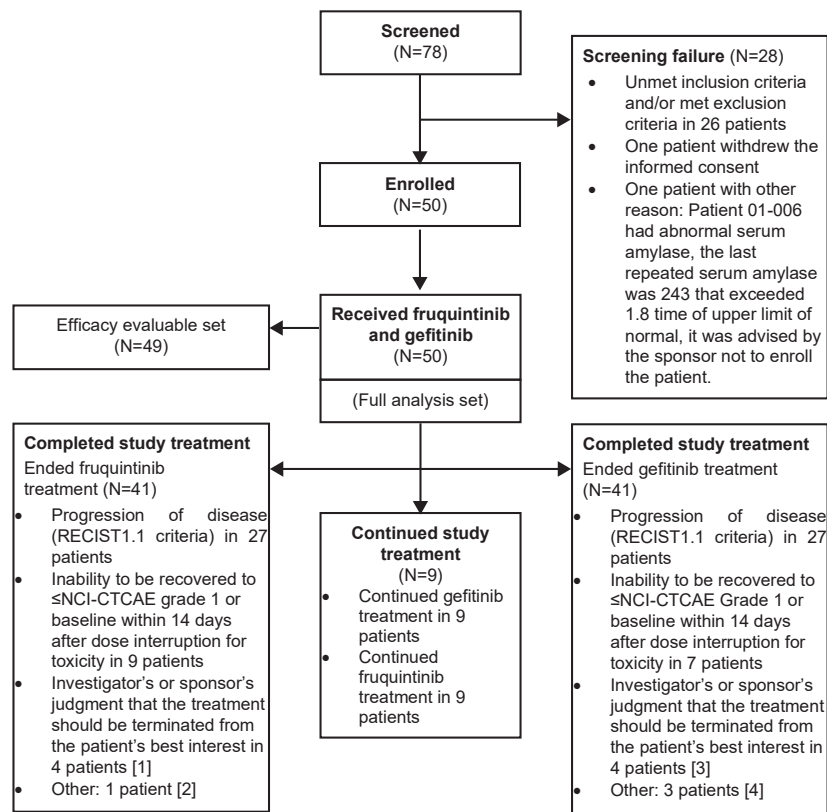 Screened
(N=78)
Screening failure (N=28)
• Unmet inclusion criteria
and/or met exclusion
criteria in 26 patients
• One patient withdrew the
informed consent
• One patient with other
reason: Patient 01-006
had abnormal serum
amylase, the last
repeated serum amylase
was 243 that exceeded
1.8 time of upper limit of
normal, it was advised by
the sponsor not to enroll
the patient.
Enrolled
(N=50)
Efficacy evaluable set
(N=49)
Received fruquintinib
and gefitinib
(N=50)
(Full analysis set)
Completed study treatment
Ended fruquintinib
treatment (N=41)
• Progression of disease
(RECIST1.1 criteria) in 27
patients
• Inability to be recovered to
≤NCI-CTCAE grade 1 or
baseline within 14 days
after dose interruption for
toxicity in 9 patients
• Investigator's or sponsor's
judgment that the treatment
should be terminated from
the patient's best interest in
4 patients [1]
• Other: 1 patient [2]
Continued study
treatment
(N=9)
• Continued gefitinib
treatment in 9
patients
• Continued
fruquintinib
treatment in 9
patients
Completed study treatment
Ended gefitinib treatment
(N=41)
• Progression of disease
(RECIST1.1 criteria) in 27
patients
• Inability to be recovered to
≤NCI-CTCAE Grade 1 or
baseline within 14 days
after dose interruption for
toxicity in 7 patients
• Investigator's or sponsor's
judgment that the treatment
should be terminated from
the patient's best interest in
4 patients [3]
• Other: 3 patients [4]